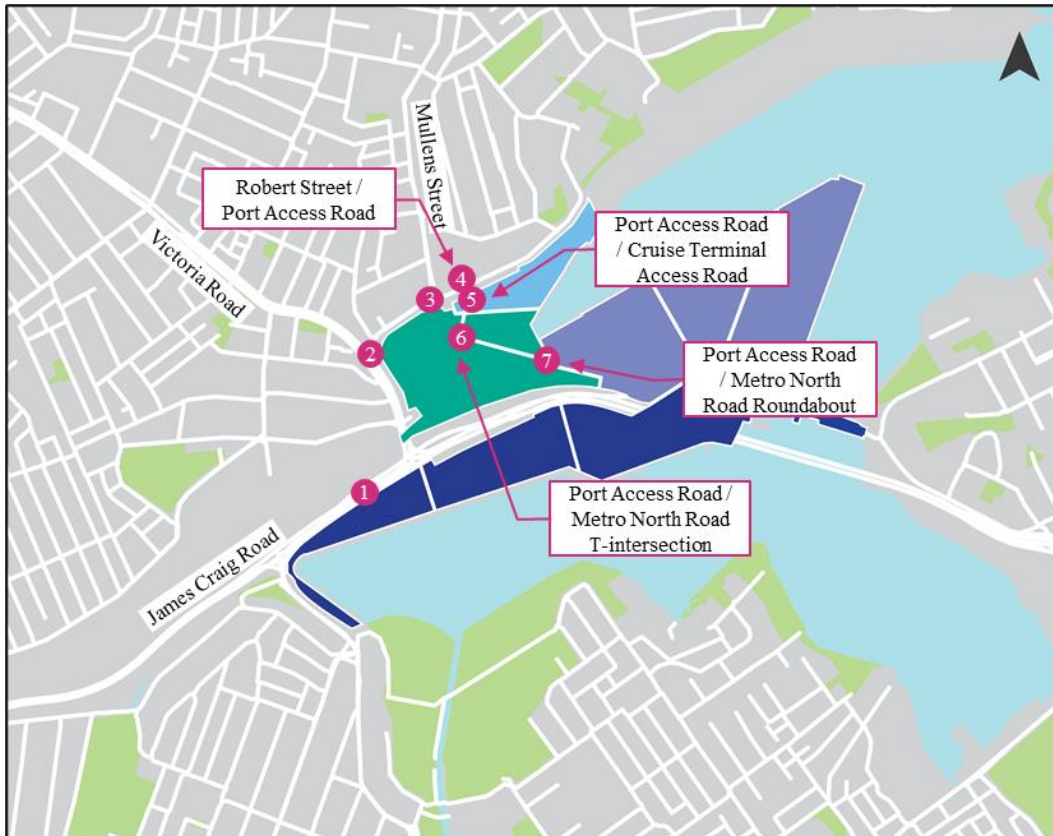 Mullens Street
Robert Street /
Port Access Road
Port Access Road
/ Cruise Terminal
Access Road
Victoria Road
4
3
5
6
2
7
Port Access Road
/ Metro North
Road Roundabout
1
Port Access Road /
Metro North Road
T-intersection
James Craig Road